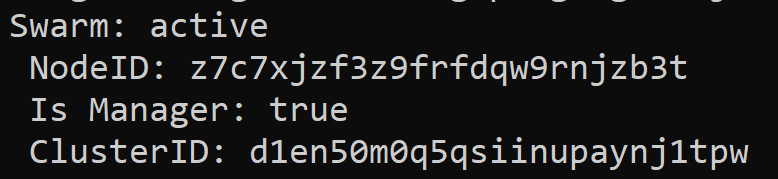 Swarm: active
NodeID: z7c7xjzf3z9frfdqw9rnjzb3t
Is Manager: true
ClusterID: d1en50m0q5qsiinupaynj1tpw